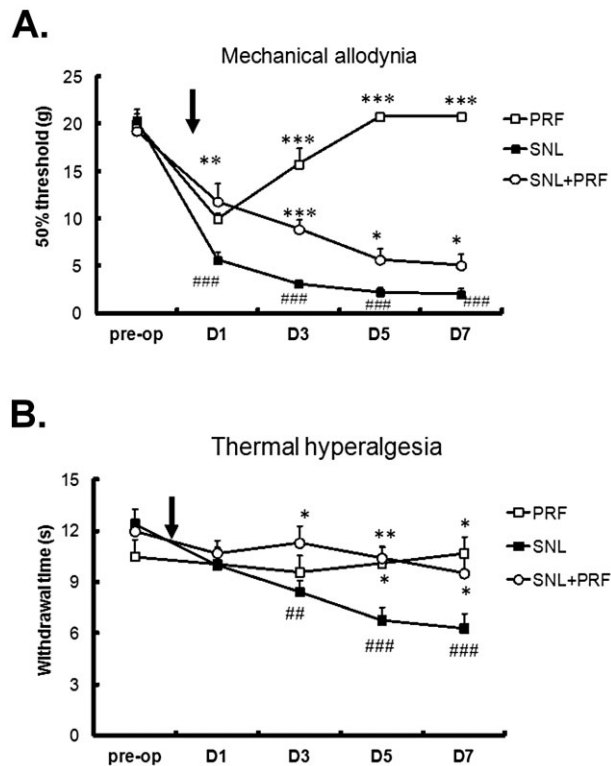 A.
Mechanical allodynia
50% threshold (g)
25
20
15
10
5
0
** *** *** ***
*** * *
### ### ### ###
pre-op D1 D3 D5 D7
PRF
SNL
SNL+PRF
B.
Thermal hyperalgesia
Withdrawal time (s)
15
12
9
6
3
0
* ** *
* *
## ### ###
pre-op D1 D3 D5 D7
PRF
SNL
SNL+PRF